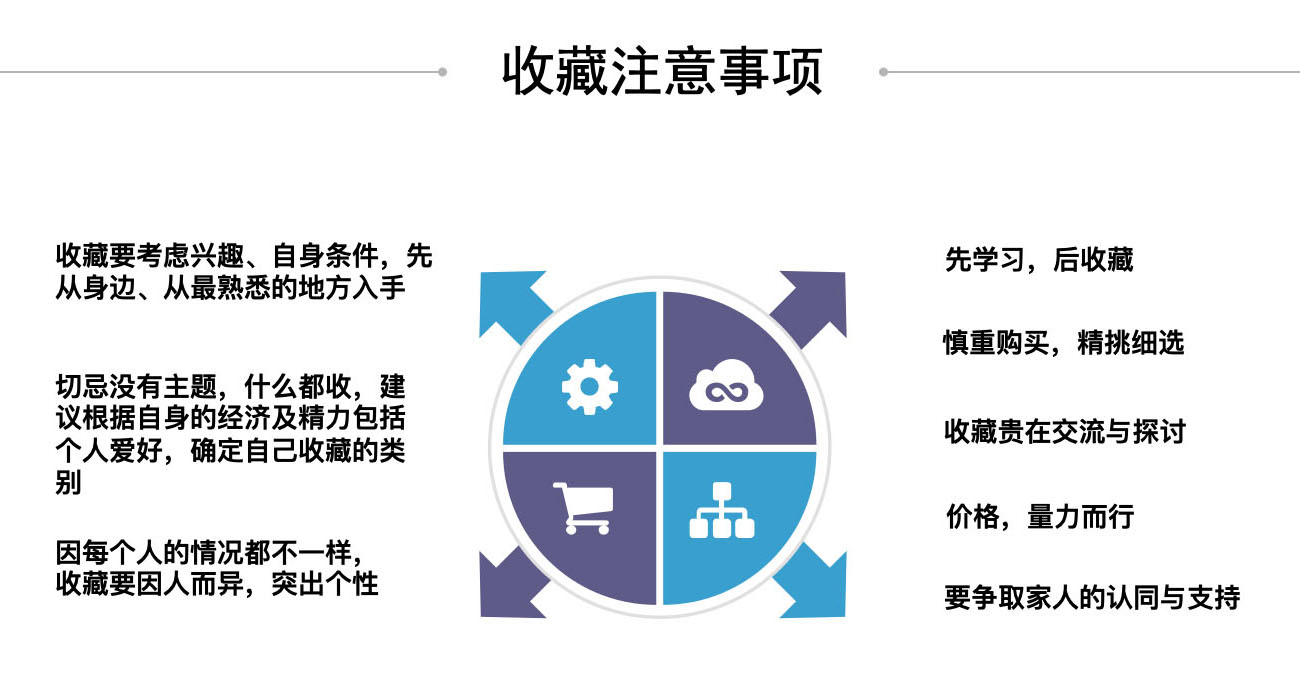 收藏注意事项
收藏要考虑兴趣、自身条件，先
从身边、从最熟悉的地方入手
切忌没有主题，什么都收，建
议根据自身的经济及精力包括
个人爱好，确定自己收藏的类
别
因每个人的情况都不一样，
收藏要因人而异，突出个性
先学习，后收藏
慎重购买，精挑细选
收藏贵在交流与探讨
价格，量力而行
要争取家人的认同与支持